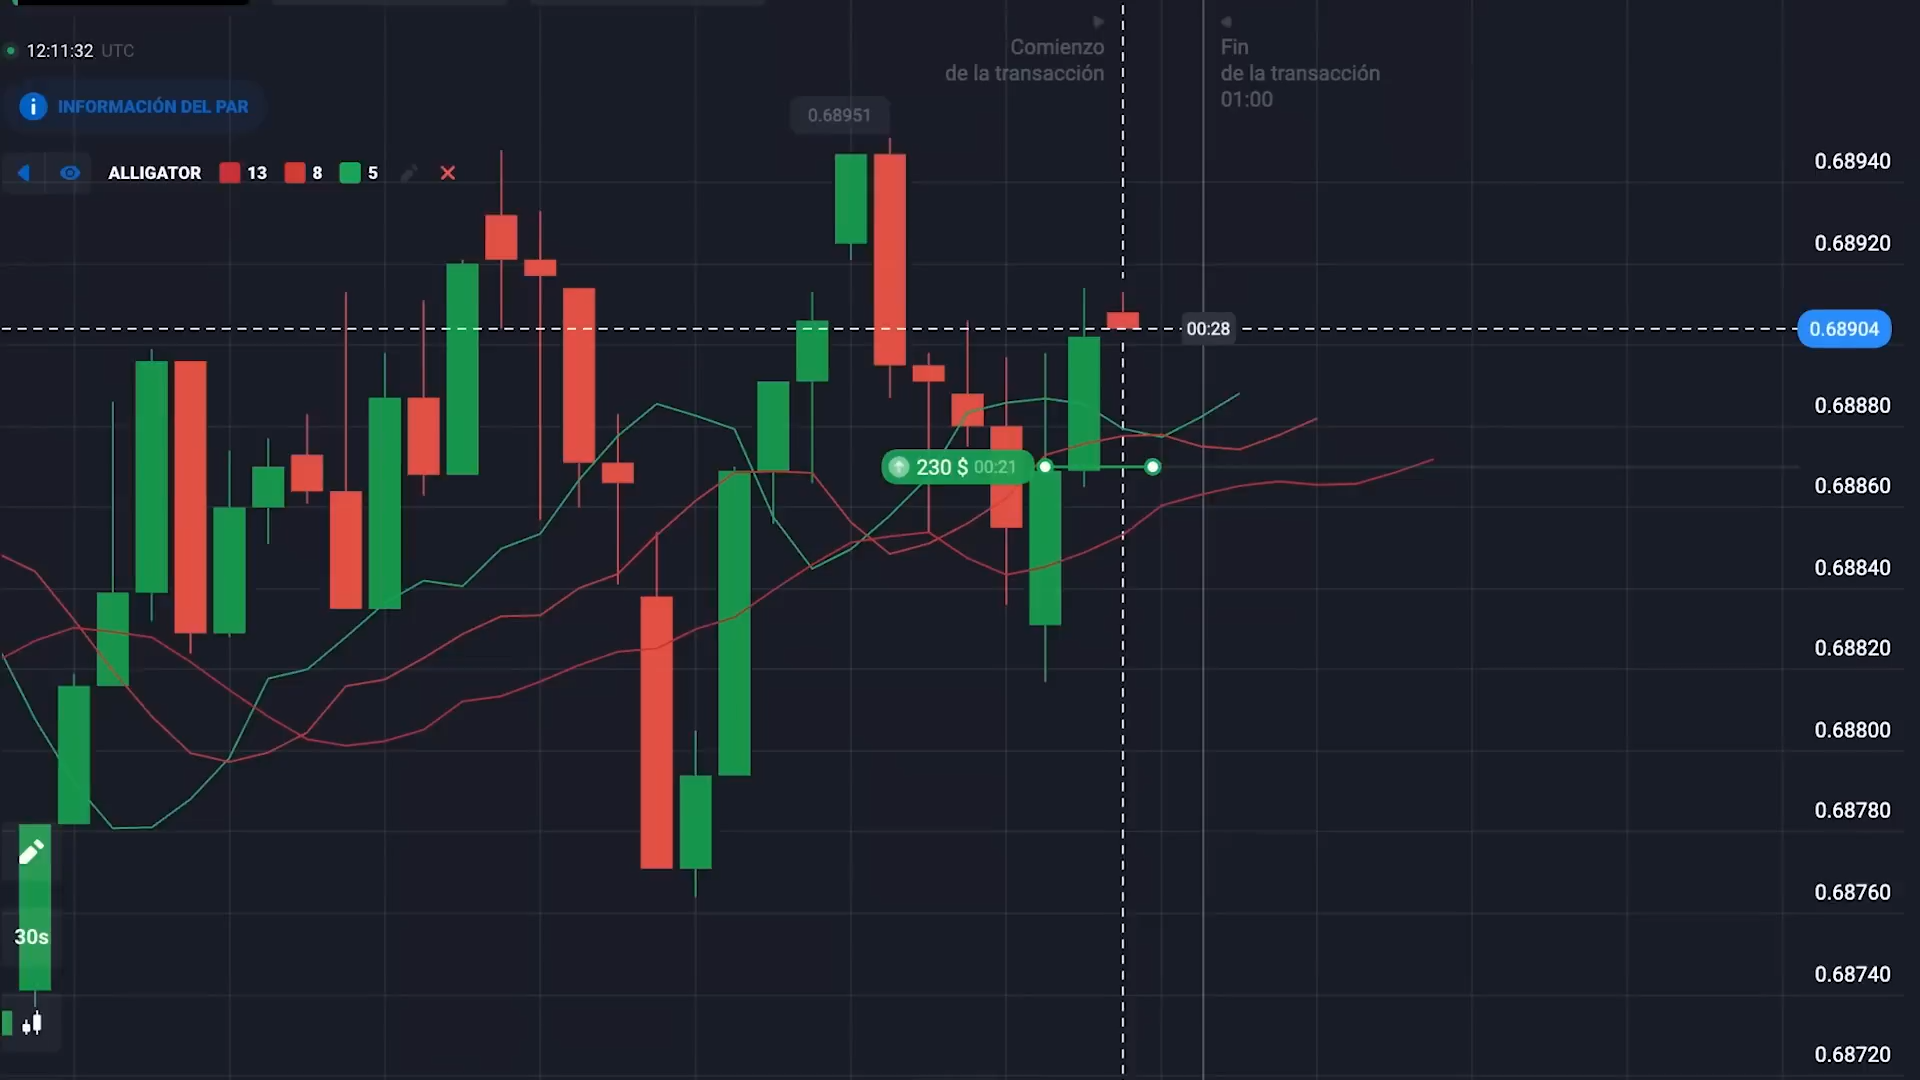 12:11:32 UTC
Comienzo
de la transacción
Fin
de la transacción
01:00
INFORMACIÓN DEL PAR
0.68951
ALLIGATOR 13 8 5
0.68940
0.68920
00:28
0.68904
0.68880
230 $ 00:21
0.68860
0.68840
0.68820
0.68800
0.68780
0.68760
30s
0.68740
0.68720